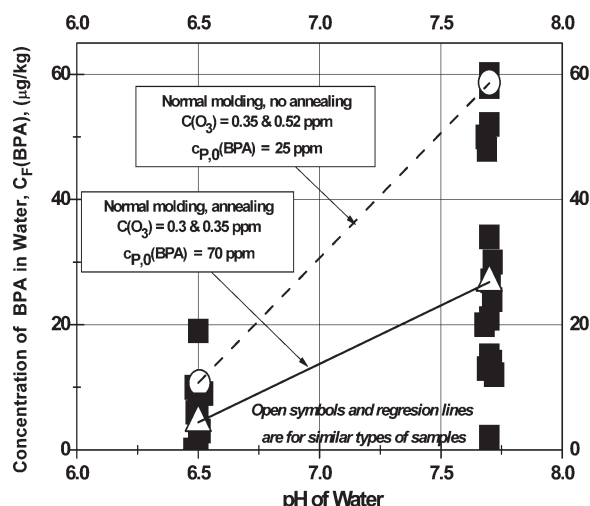 6.0 6.5 7.0 7.5 8.0
Concentration of BPA in Water, CF(BPA), (µg/kg)
60 60
Normal molding, no annealing
C(O3) = 0.35 & 0.52 ppm
cP,0(BPA) = 25 ppm
40 40
Normal molding, annealing
C(O3) = 0.3 & 0.35 ppm
cP,0(BPA) = 70 ppm
20 20
Open symbols and regresion lines
are for similar types of samples
0 0
6.0 6.5 7.0 7.5 8.0
pH of Water